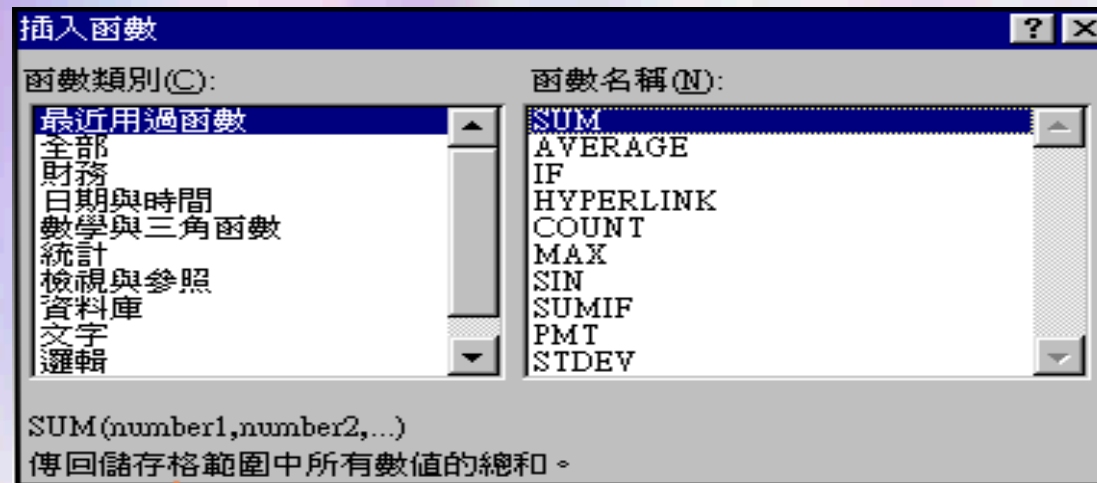 插入函數
函數類別(C):
最近用過函數
全部
財務
日期與時間
數學與三角函數
統計
檢視與參照
資料庫
文字
邏輯
函數名稱(N):
SUM
AVERAGE
IF
HYPERLINK
COUNT
MAX
SIN
SUMIF
PMT
STDEV
SUM(number1,number2,...)
傳回儲存格範圍中所有數值的總和。